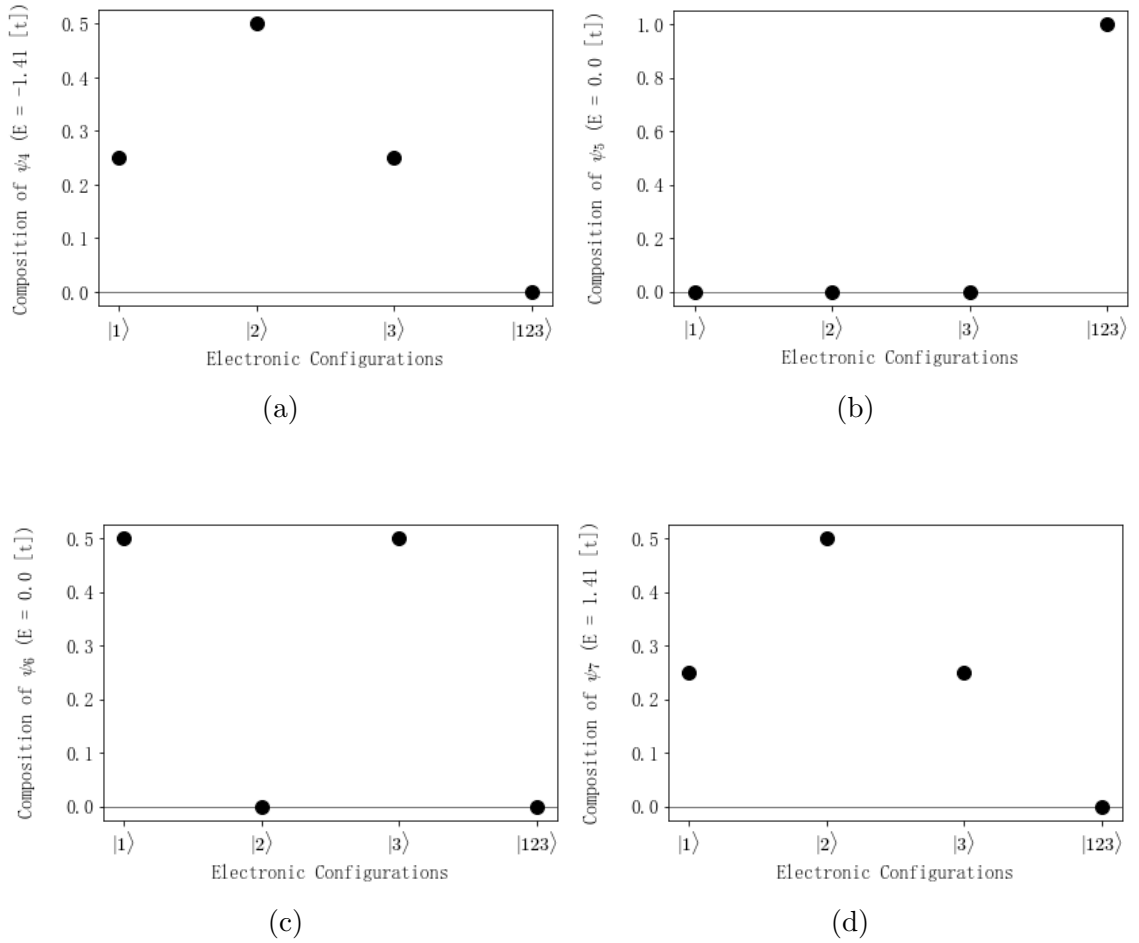 Composition of ψ₄ (E = −1.41 [t])
0.5
0.4
0.3
0.2
0.1
0.0
|1⟩ |2⟩ |3⟩ |123⟩
Electronic Configurations
(a)
Composition of ψ₅ (E = 0.0 [t])
1.0
0.8
0.6
0.4
0.2
0.0
|1⟩ |2⟩ |3⟩ |123⟩
Electronic Configurations
(b)
Composition of ψ₆ (E = 0.0 [t])
0.5
0.4
0.3
0.2
0.1
0.0
|1⟩ |2⟩ |3⟩ |123⟩
Electronic Configurations
(c)
Composition of ψ₇ (E = 1.41 [t])
0.5
0.4
0.3
0.2
0.1
0.0
|1⟩ |2⟩ |3⟩ |123⟩
Electronic Configurations
(d)